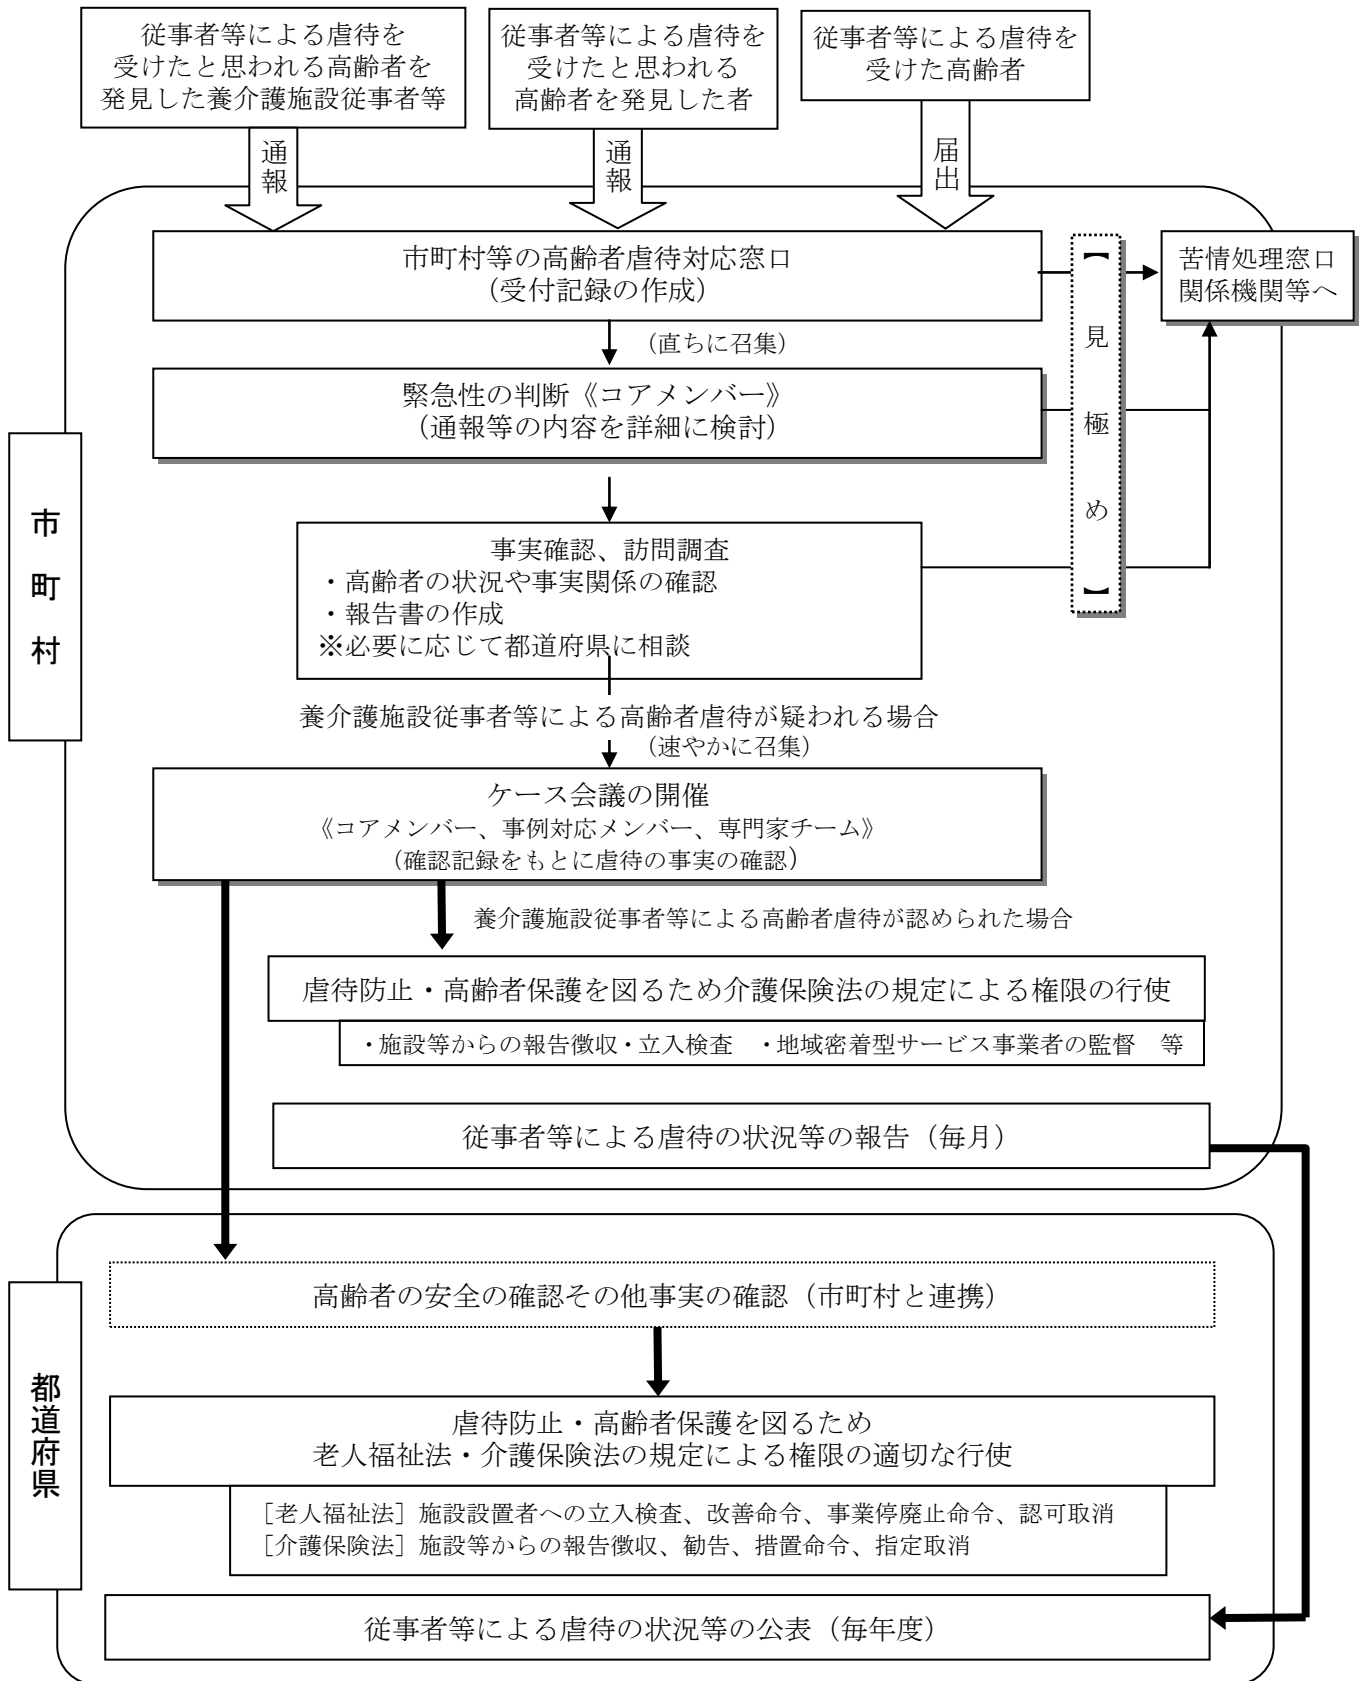 従事者等による虐待を
受けたと思われる高齢者を
発見した養介護施設従事者等
従事者等による虐待を
受けたと思われる
高齢者を発見した者
従事者等による虐待を
受けた高齢者
通報
通報
届出
市町村等の高齢者虐待対応窓口
（受付記録の作成）
【見極め】
苦情処理窓口
関係機関等へ
（直ちに召集）
緊急性の判断《コアメンバー》
（通報等の内容を詳細に検討）
市町村
事実確認、訪問調査
・高齢者の状況や事実関係の確認
・報告書の作成
※必要に応じて都道府県に相談
養介護施設従事者等による高齢者虐待が疑われる場合
（速やかに召集）
ケース会議の開催
《コアメンバー、事例対応メンバー、専門家チーム》
（確認記録をもとに虐待の事実の確認）
養介護施設従事者等による高齢者虐待が認められた場合
虐待防止・高齢者保護を図るため介護保険法の規定による権限の行使
・施設等からの報告徴収・立入検査　・地域密着型サービス事業者の監督　等
従事者等による虐待の状況等の報告（毎月）
都道府県
高齢者の安全の確認その他事実の確認（市町村と連携）
虐待防止・高齢者保護を図るため
老人福祉法・介護保険法の規定による権限の適切な行使
［老人福祉法］施設設置者への立入検査、改善命令、事業停廃止命令、認可取消
［介護保険法］施設等からの報告徴収、勧告、措置命令、指定取消
従事者等による虐待の状況等の公表（毎年度）